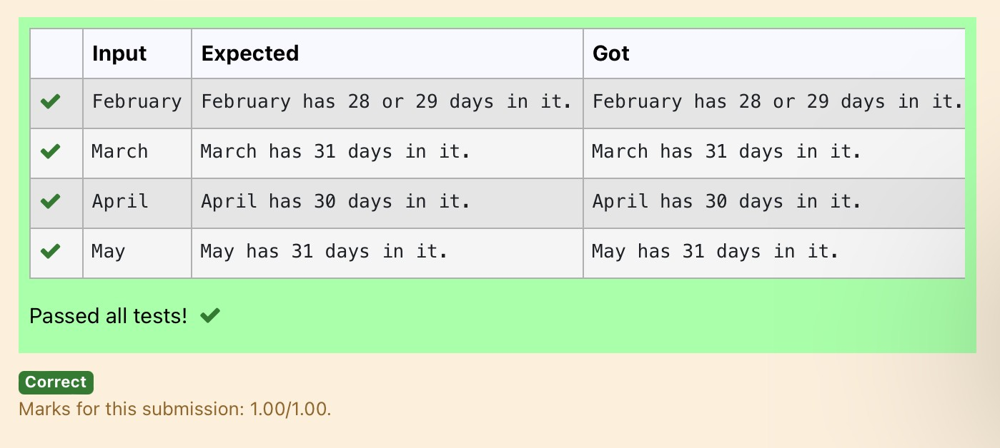 Input Expected Got
February February has 28 or 29 days in it. February has 28 or 29 days in it.
March March has 31 days in it. March has 31 days in it.
April April has 30 days in it. April has 30 days in it.
May May has 31 days in it. May has 31 days in it.
Passed all tests!
Correct
Marks for this submission: 1.00/1.00.